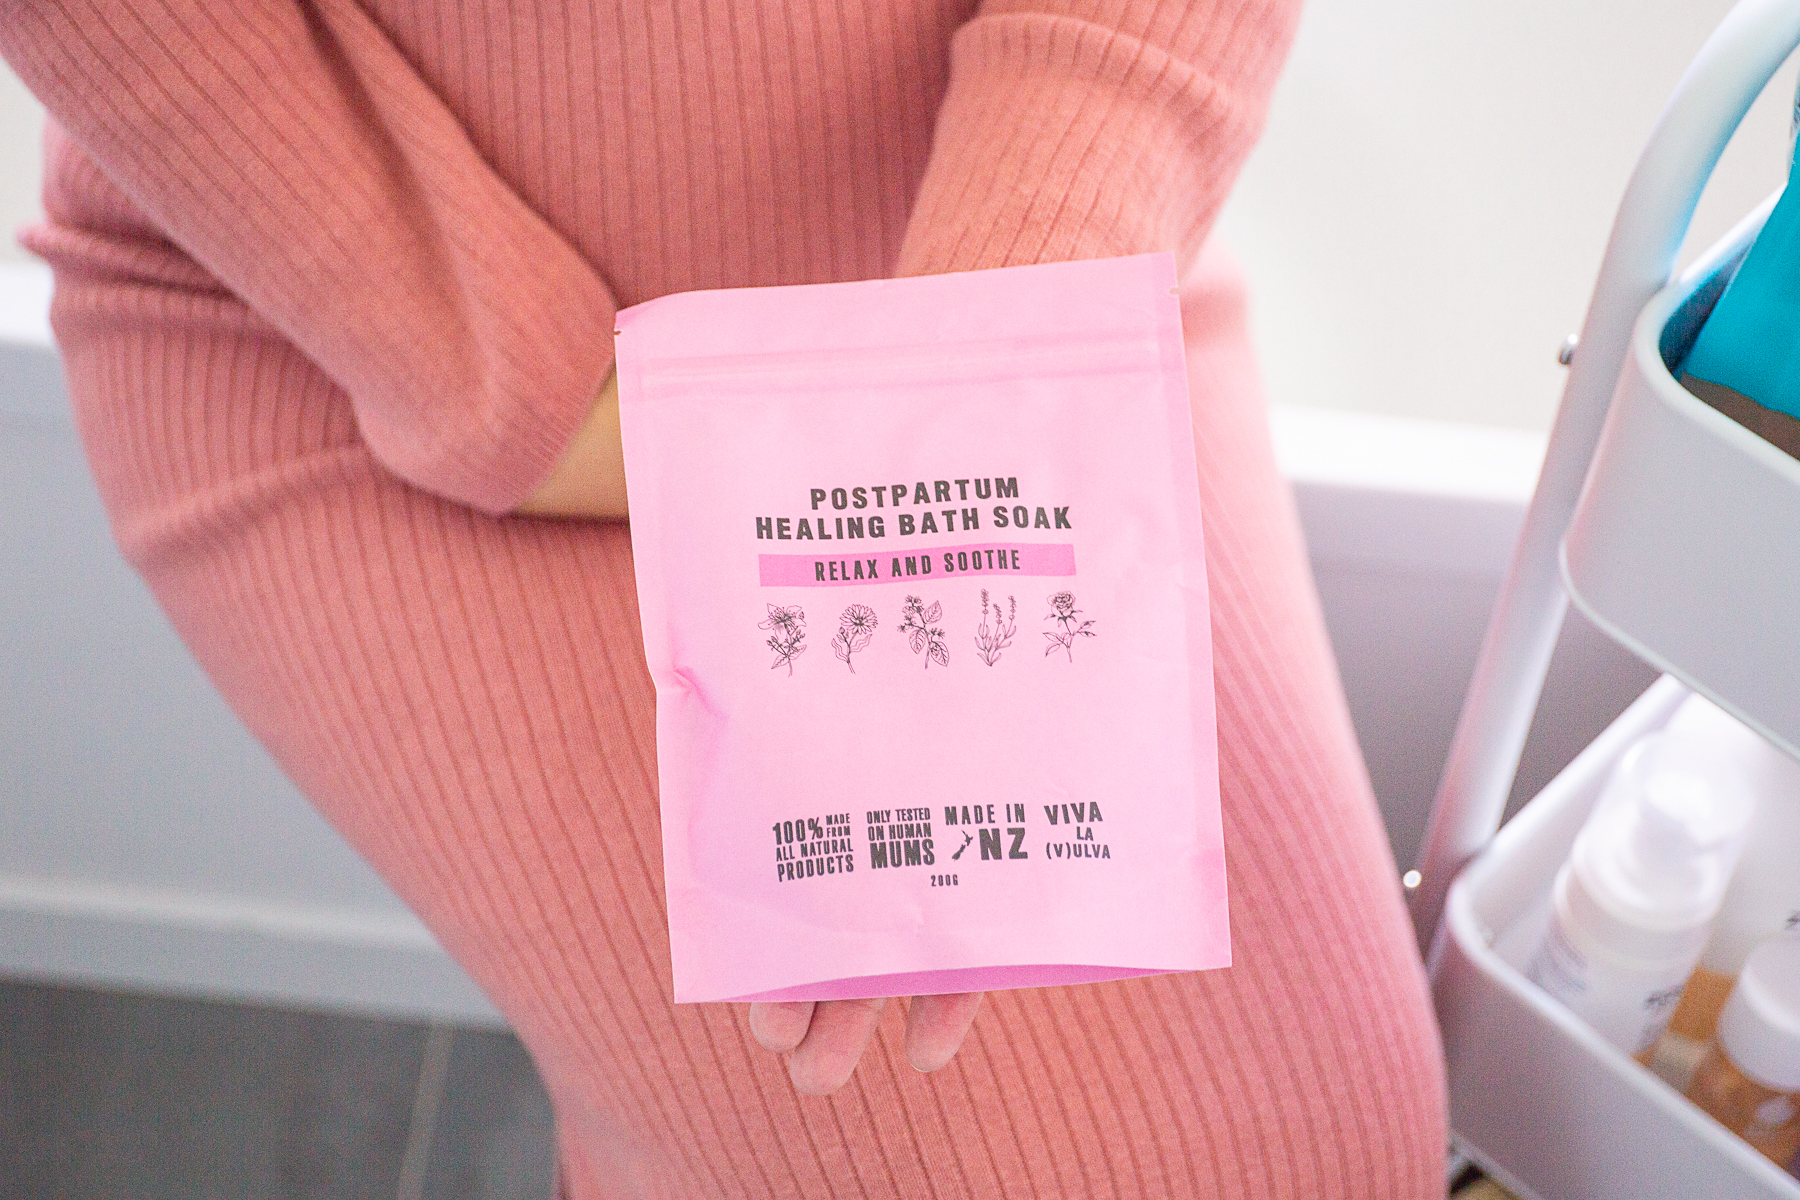 POSTPARTUM
HEALING BATH SOAK
RELAX AND SOOTHE
100% MADE FROM
ALL NATURAL
PRODUCTS
ONLY TESTED
ON HUMAN
MUMS
MADE IN
NZ
VIVA
LA
(V)ULVA
200G